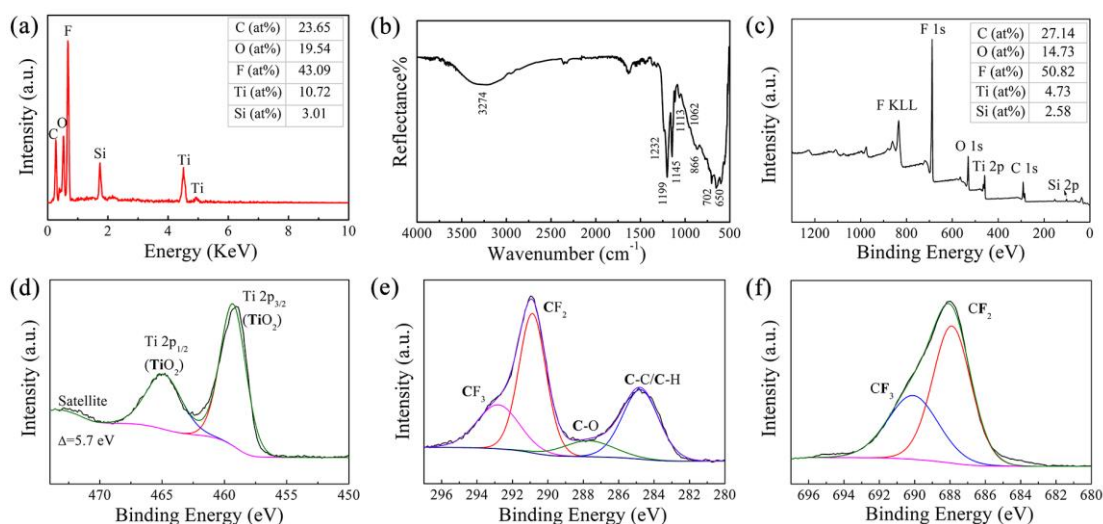 (a)
F
C
O
Si
Ti
Ti
C (at%) 23.65
O (at%) 19.54
F (at%) 43.09
Ti (at%) 10.72
Si (at%) 3.01
Intensity (a.u.)
0 2 4 6 8 10
Energy (KeV)
(b)
Reflectance%
3274
1232
1199
1145
1113
1062
866
702
650
4000 3500 3000 2500 2000 1500 1000 500
Wavenumber (cm⁻¹)
(c)
F 1s
F KLL
O 1s
Ti 2p
C 1s
Si 2p
C (at%) 27.14
O (at%) 14.73
F (at%) 50.82
Ti (at%) 4.73
Si (at%) 2.58
Intensity (a.u.)
1200 1000 800 600 400 200 0
Binding Energy (eV)
(d)
Ti 2p₃/₂
(TiO₂)
Ti 2p₁/₂
(TiO₂)
Satellite
Δ=5.7 eV
Intensity (a.u.)
470 465 460 455 450
Binding Energy (eV)
(e)
CF₂
CF₃
C-O
C-C/C-H
Intensity (a.u.)
296 294 292 290 288 286 284 282 280
Binding Energy (eV)
(f)
CF₂
CF₃
Intensity (a.u.)
696 694 692 690 688 686 684 682 680
Binding Energy (eV)